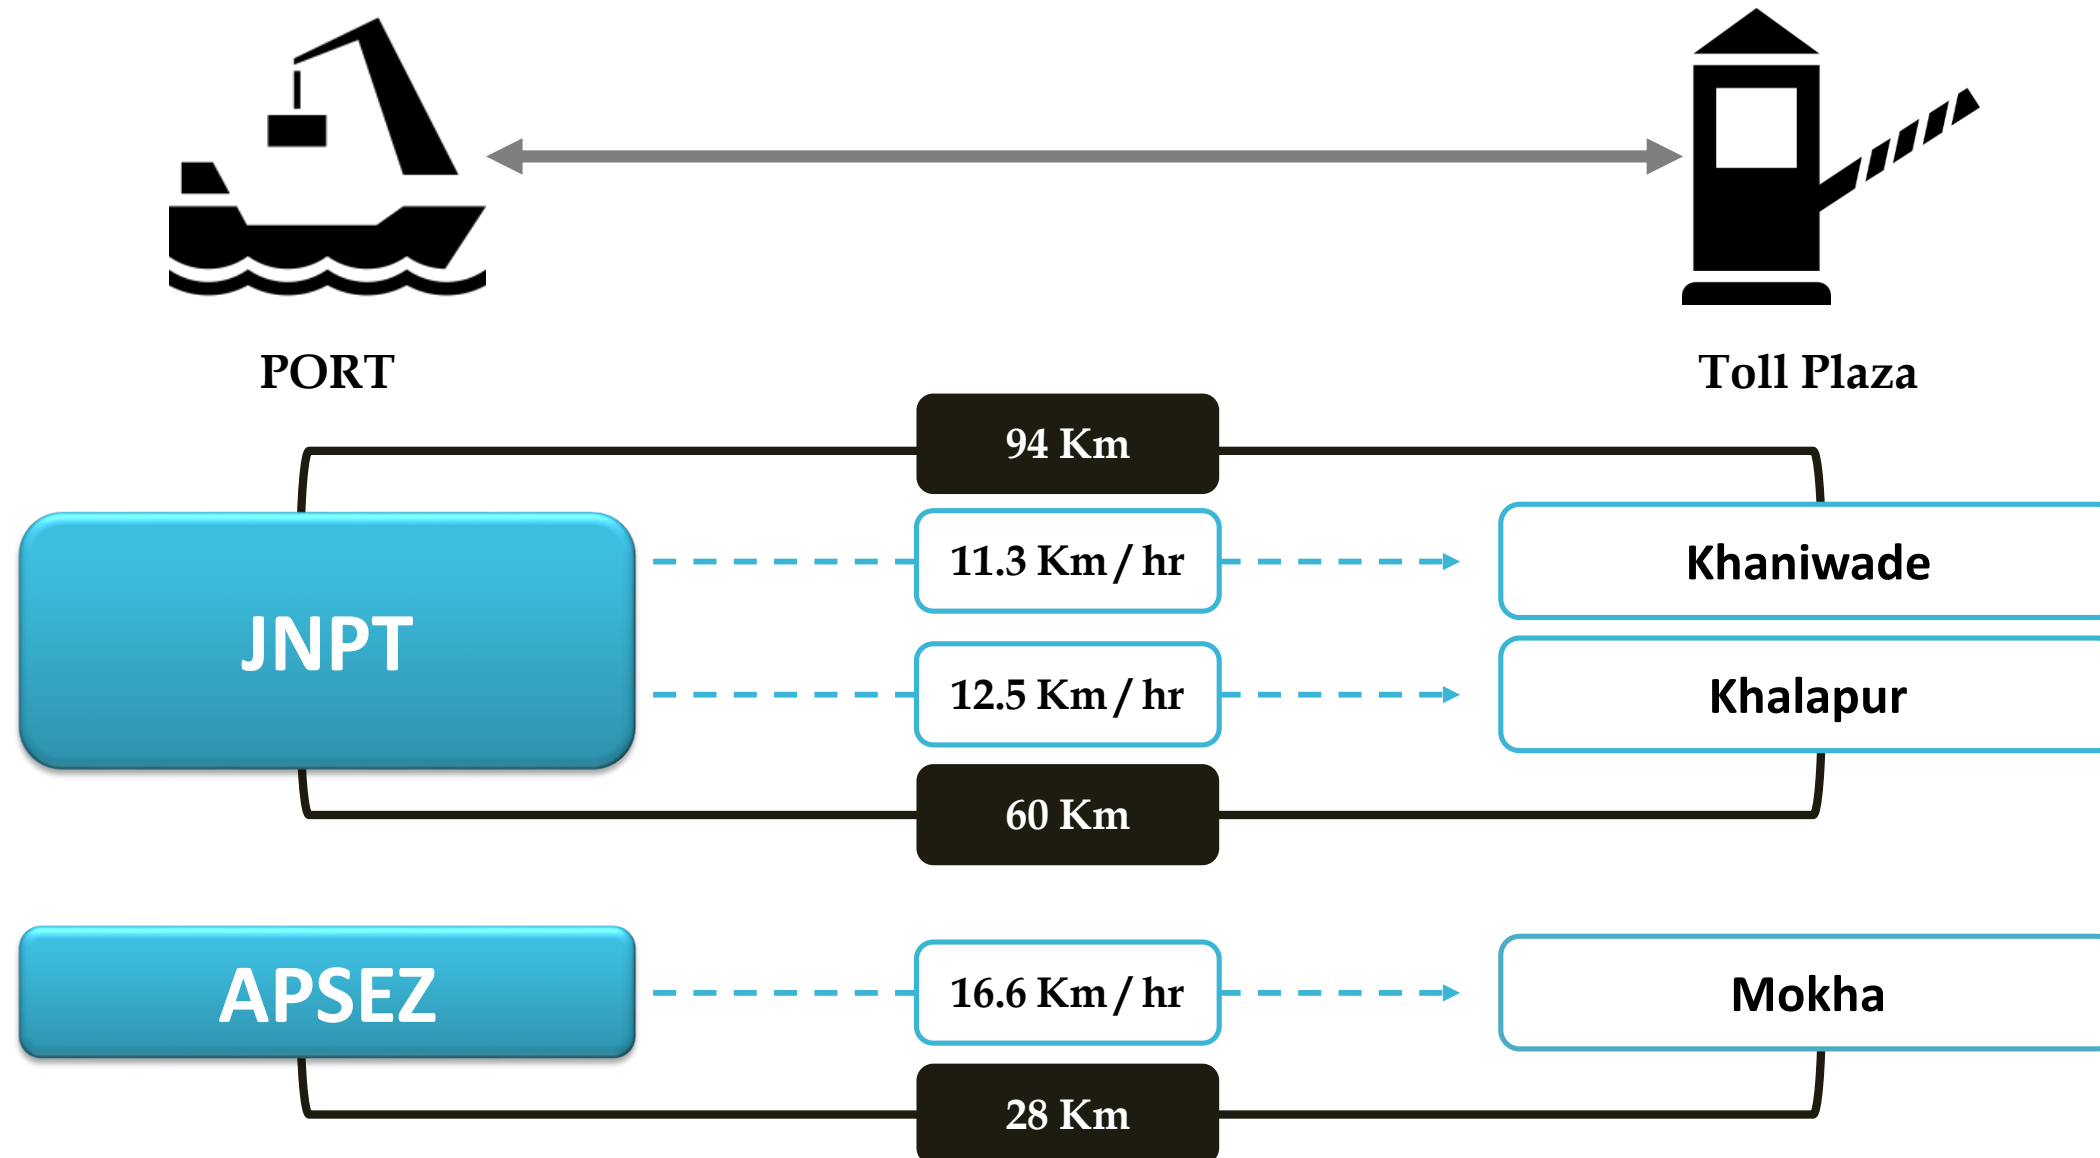 PORT
Toll Plaza
94 Km
JNPT
11.3 Km / hr
Khaniwade
12.5 Km / hr
Khalapur
60 Km
APSEZ
16.6 Km / hr
Mokha
28 Km